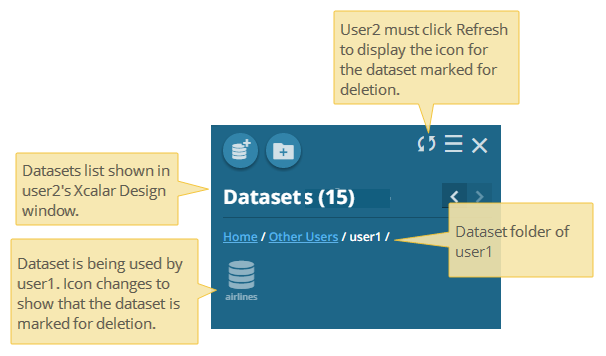 User2 must click Refresh
to display the icon for
the dataset marked for
deletion.
Datasets list shown in
user2's Xcalar Design
window.
Datasets (15)
Home / Other Users / user1 /
Dataset folder of
user1
Dataset is being used by
user1. Icon changes to
show that the dataset is
marked for deletion.
airlines